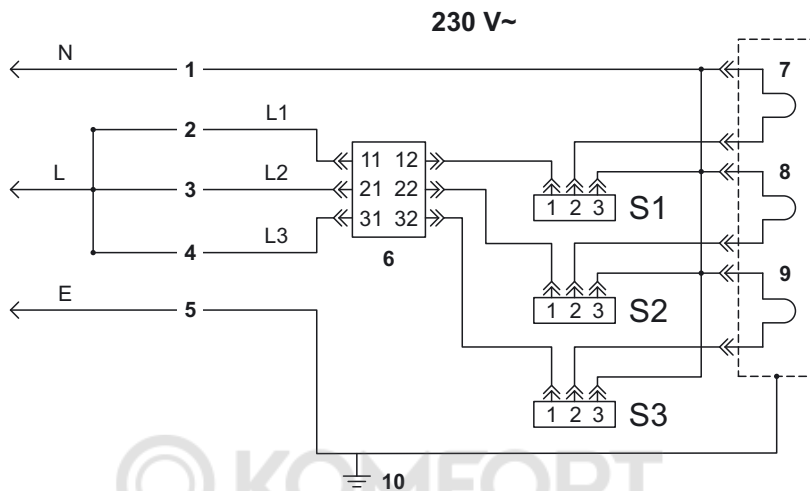 230 V~
N 1 7
2 L1
11 12
L 3 L2 21 22 8
1 2 3 S1
31 32
4 L3 6
9
E 5 1 2 3 S2
1 2 3 S3
KOMFORT
10